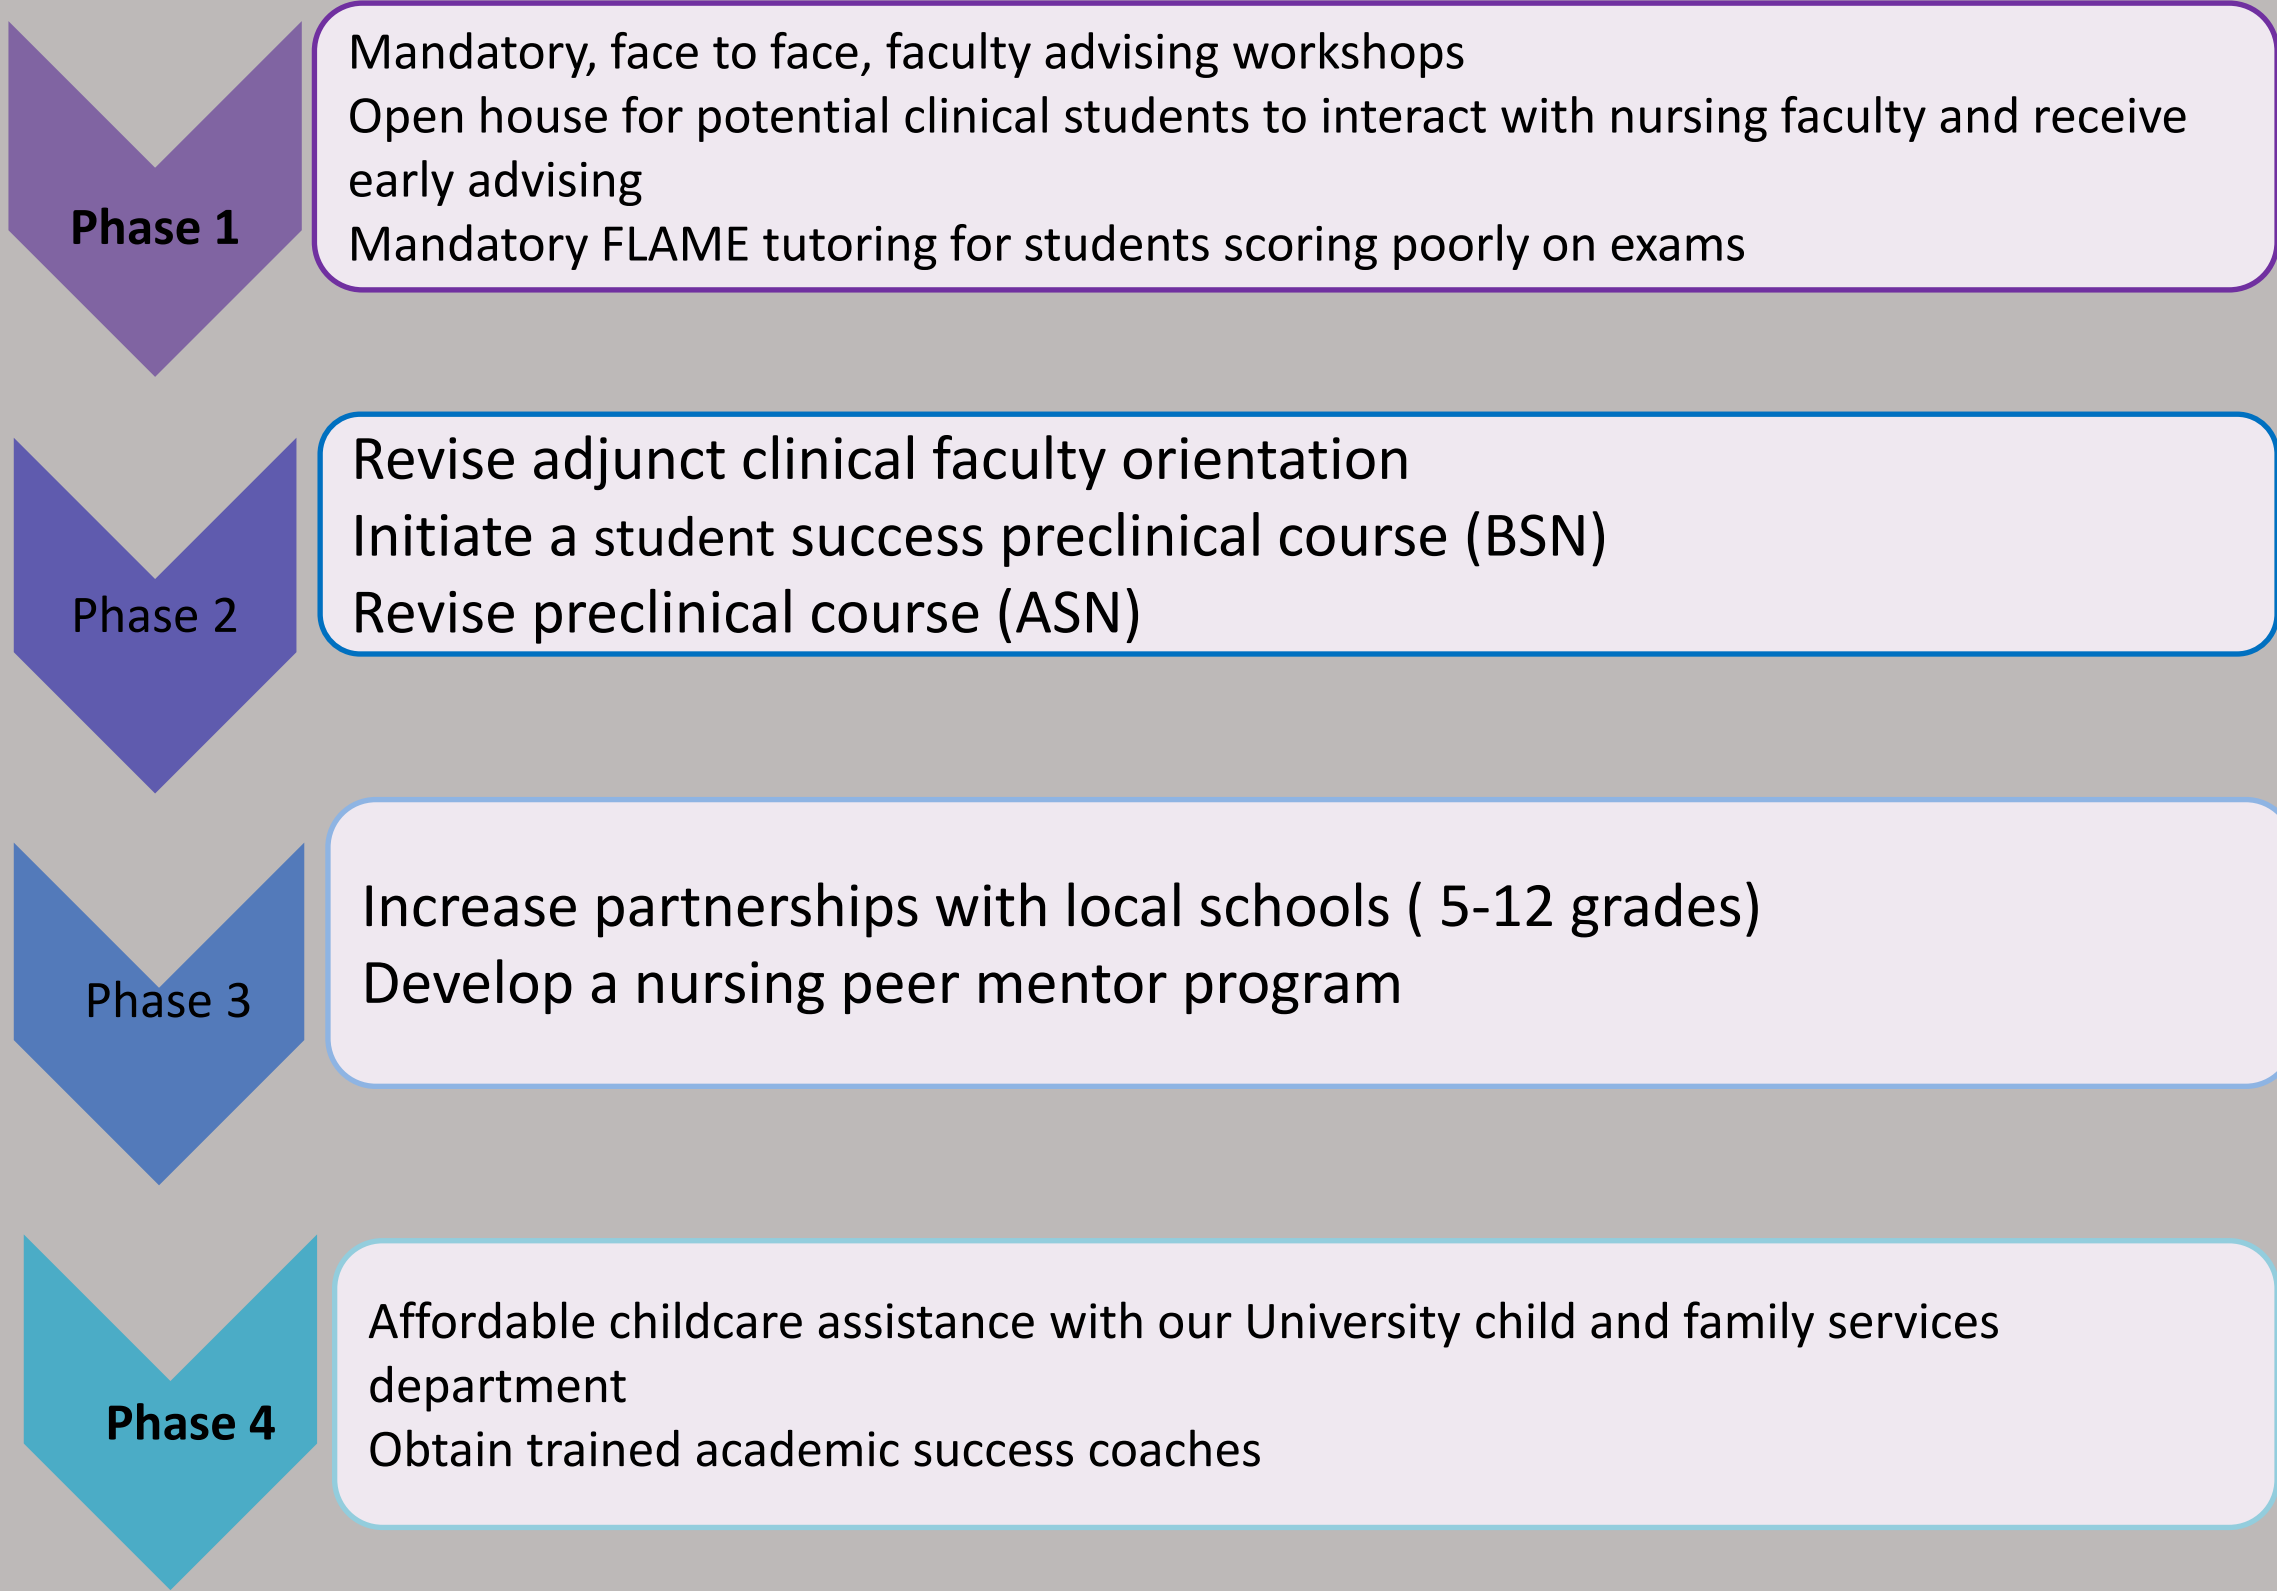 Phase 1
Mandatory, face to face, faculty advising workshops
Open house for potential clinical students to interact with nursing faculty and receive
early advising
Mandatory FLAME tutoring for students scoring poorly on exams
Phase 2
Revise adjunct clinical faculty orientation
Initiate a student success preclinical course (BSN)
Revise preclinical course (ASN)
Phase 3
Increase partnerships with local schools ( 5-12 grades)
Develop a nursing peer mentor program
Phase 4
Affordable childcare assistance with our University child and family services
department
Obtain trained academic success coaches